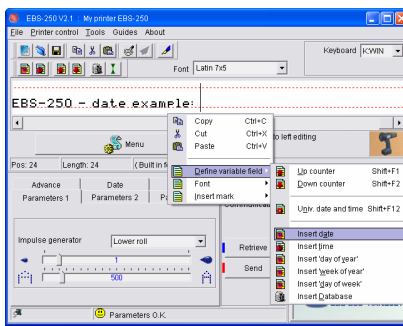 EBS-250 V2.1 : My printer EBS-250
File Printer control Tools Guides About
Keyboard KWIN
Font Latin 7x5
EBS-250 - date example:
Menu
to left editing
Pos: 24 Length: 24 (Built in f
Copy Ctrl+C
Cut Ctrl+X
Paste Ctrl+V
Define variable field
Font
Insert mark
Up counter Shift+F1
Down counter Shift+F2
Univ. date and time Shift+F12
Insert date
Insert time
Insert 'day of year'
Insert 'week of year'
Insert 'day of week'
Insert Database
Advance Date
Parameters 1 Parameters 2
Impulse generator Lower roll
1
500
Retrieve
Send
Parameters O.K.